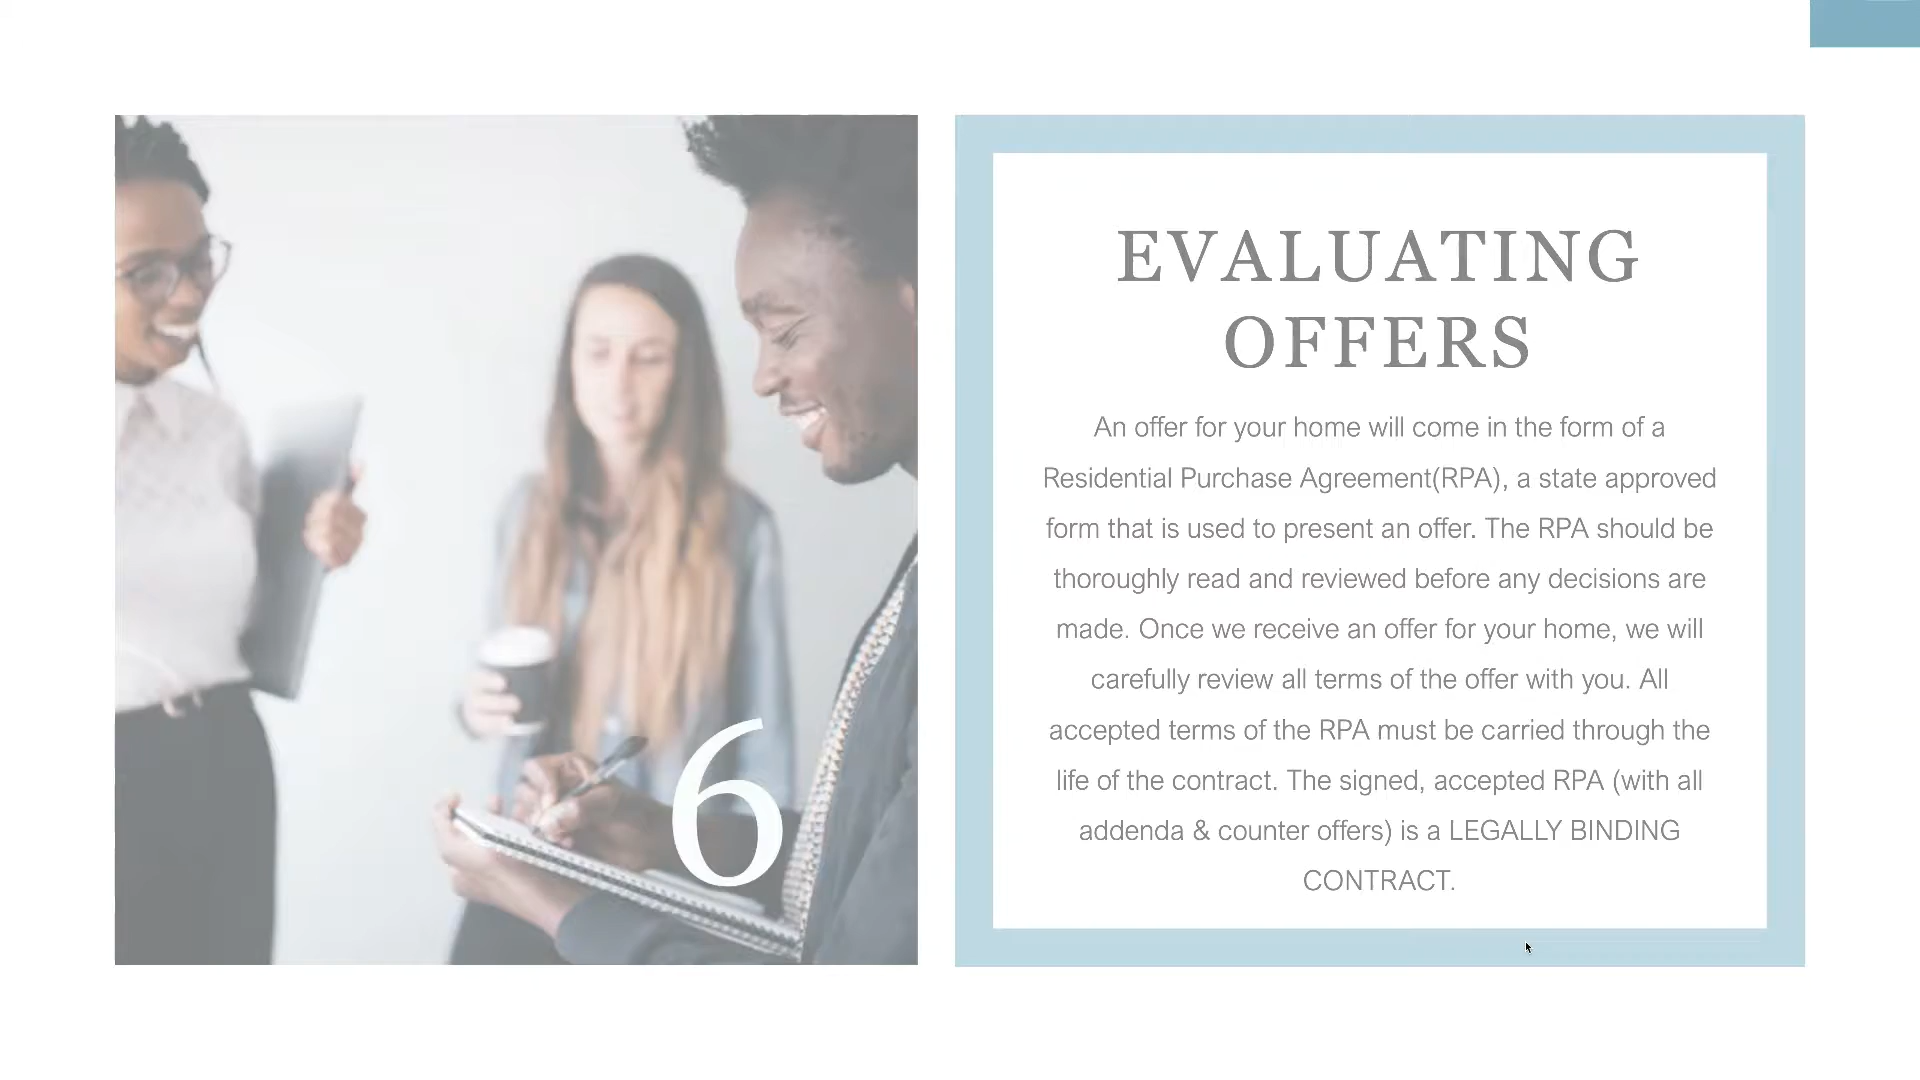 6
EVALUATING
OFFERS
An offer for your home will come in the form of a
Residential Purchase Agreement(RPA), a state approved
form that is used to present an offer. The RPA should be
thoroughly read and reviewed before any decisions are
made. Once we receive an offer for your home, we will
carefully review all terms of the offer with you. All
accepted terms of the RPA must be carried through the
life of the contract. The signed, accepted RPA (with all
addenda & counter offers) is a LEGALLY BINDING
CONTRACT.